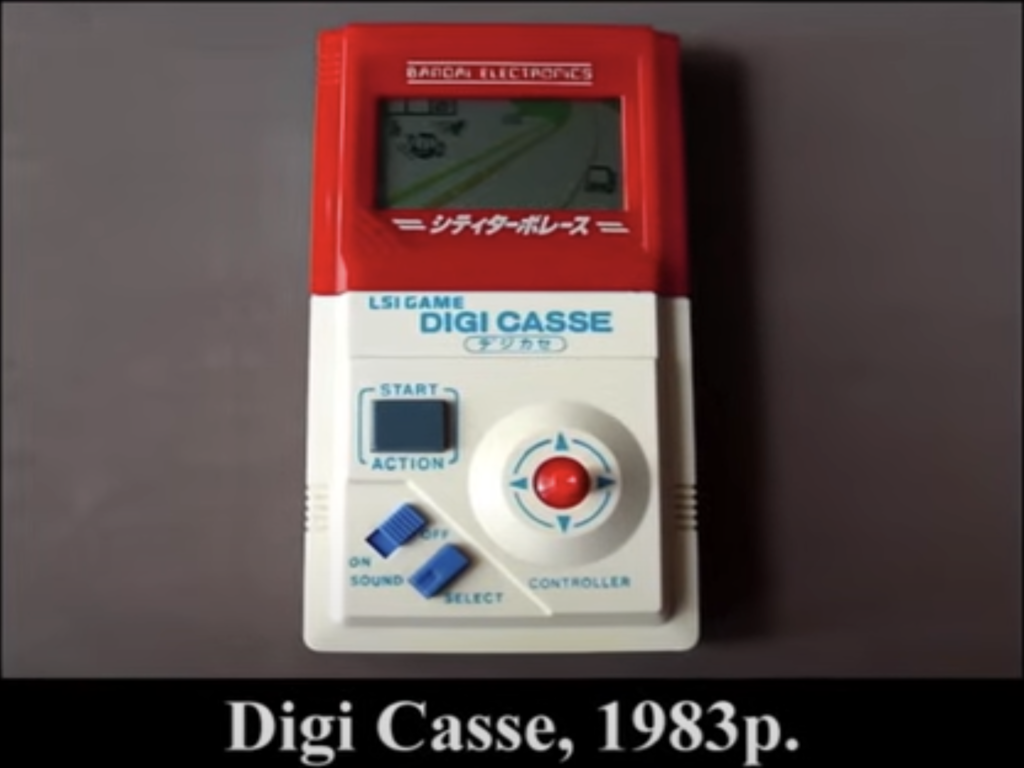 BANDAI ELECTRONICS
シティターボレース
LSI GAME
DIGI CASSE
デジカセ
START
ACTION
OFF
ON
SOUND
SELECT
CONTROLLER
Digi Casse, 1983р.